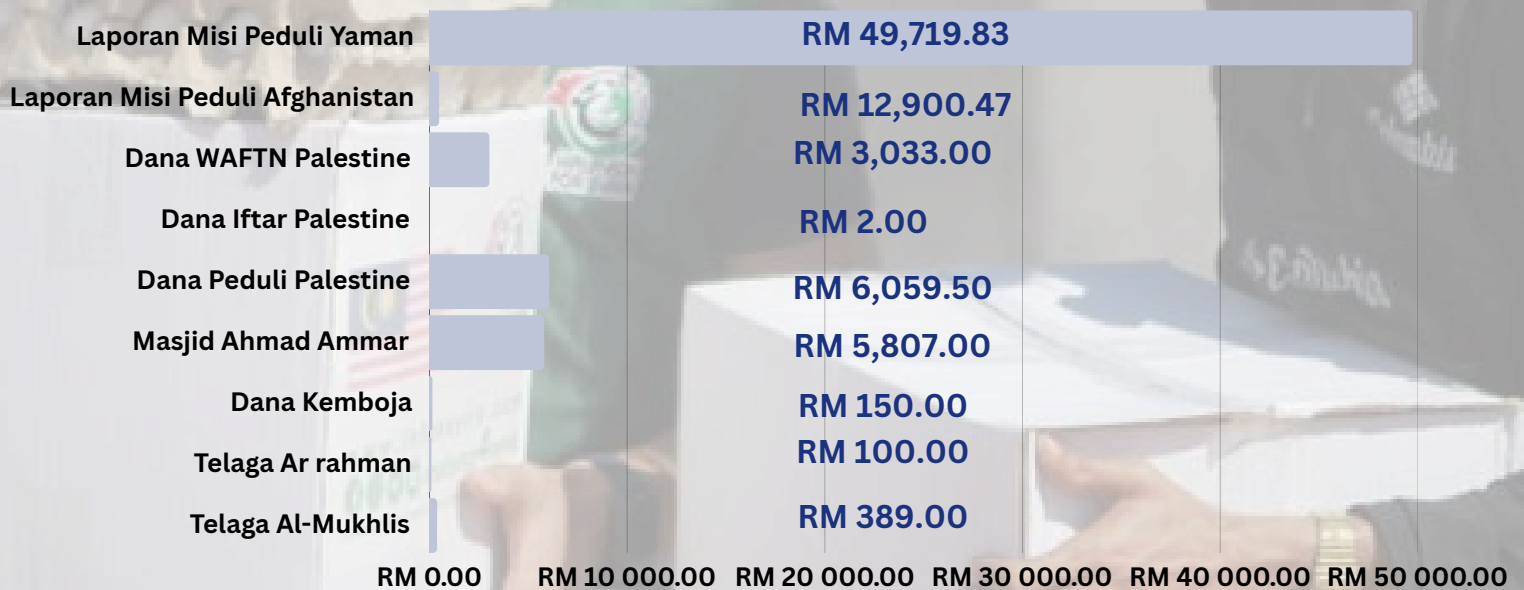 Laporan Misi Peduli Yaman RM 49,719.83
Laporan Misi Peduli Afghanistan RM 12,900.47
Dana WAFTN Palestine RM 3,033.00
Dana Iftar Palestine RM 2.00
Dana Peduli Palestine RM 6,059.50
Masjid Ahmad Ammar RM 5,807.00
Dana Kemboja RM 150.00
Telaga Ar rahman RM 100.00
Telaga Al-Mukhlis RM 389.00
RM 0.00 RM 10 000.00 RM 20 000.00 RM 30 000.00 RM 40 000.00 RM 50 000.00